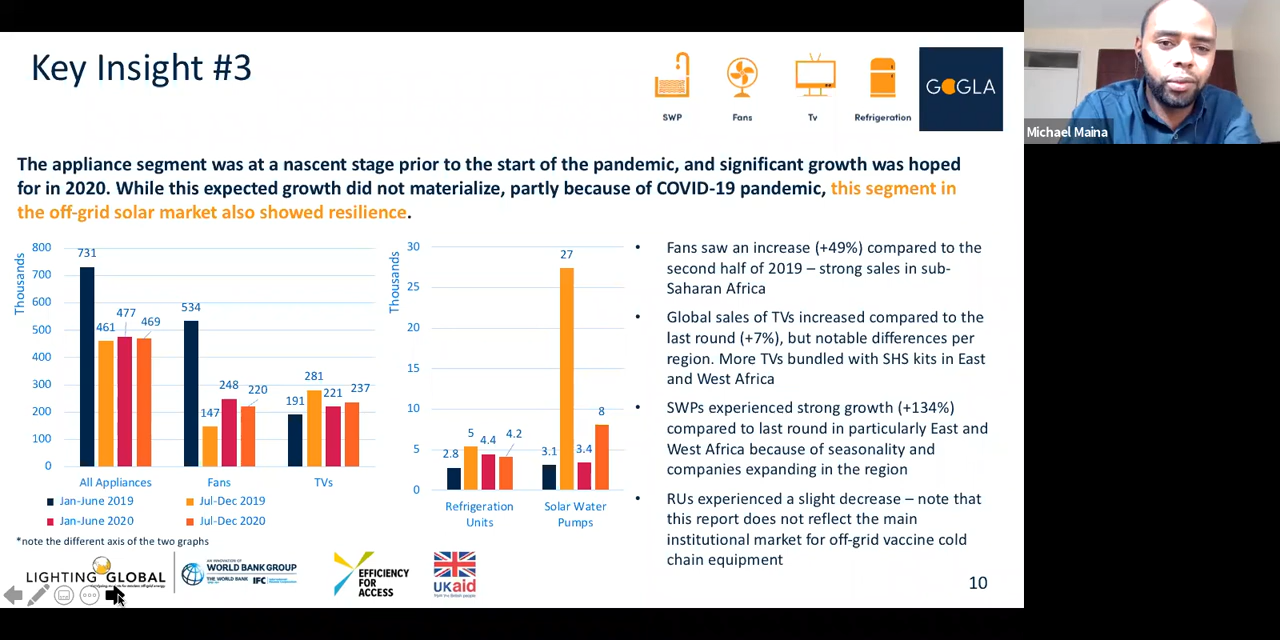 Key Insight #3
SWP
Fans
Tv
Refrigeration
GOGLA
Michael Maina
The appliance segment was at a nascent stage prior to the start of the pandemic, and significant growth was hoped
for in 2020. While this expected growth did not materialize, partly because of COVID-19 pandemic, this segment in
the off-grid solar market also showed resilience.
Thousands
800
700
600
500
400
300
200
100
0
731
461
477
469
534
147
248
220
191
281
221
237
All Appliances
Fans
TVs
Jan-June 2019
Jul-Dec 2019
Jan-June 2020
Jul-Dec 2020
*note the different axis of the two graphs
Thousands
30
25
20
15
10
5
0
2.8
5
4.4
4.2
3.1
27
3.4
8
Refrigeration
Units
Solar Water
Pumps
• Fans saw an increase (+49%) compared to the
second half of 2019 – strong sales in sub-
Saharan Africa
• Global sales of TVs increased compared to the
last round (+7%), but notable differences per
region. More TVs bundled with SHS kits in East
and West Africa
• SWPs experienced strong growth (+134%)
compared to last round in particularly East and
West Africa because of seasonality and
companies expanding in the region
• RUs experienced a slight decrease – note that
this report does not reflect the main
institutional market for off-grid vaccine cold
chain equipment
LIGHTING GLOBAL
AN INNOVATION OF
WORLD BANK GROUP
THE WORLD BANK
IFC
EFFICIENCY
FOR
ACCESS
UKaid
from the British people
10